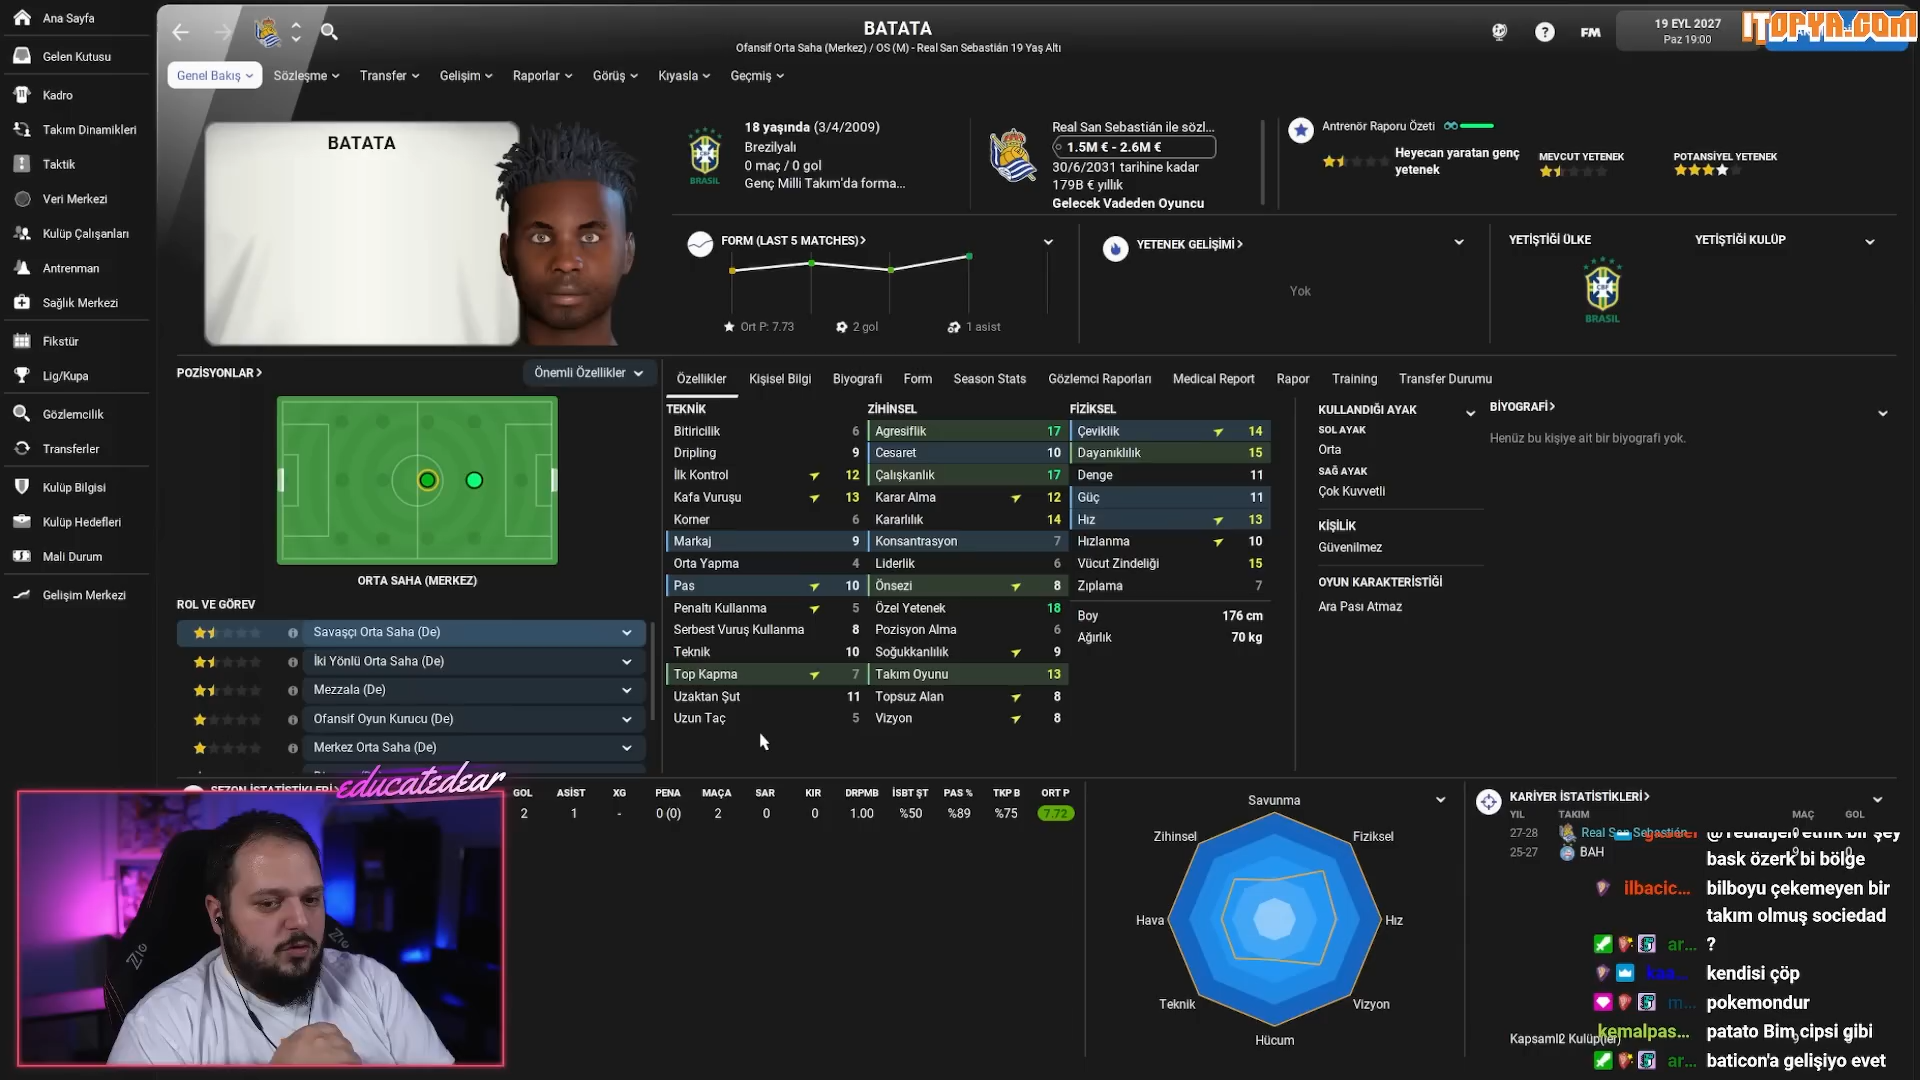 Ana Sayfa
Gelen Kutusu
Kadro
Takım Dinamikleri
Taktik
Veri Merkezi
Kulüp Çalışanları
Antrenman
Sağlık Merkezi
Fikstür
Lig/Kupa
Gözlemcilik
Transferler
Kulüp Bilgisi
Kulüp Hedefleri
Mali Durum
Gelişim Merkezi
BATATA
Ofansif Orta Saha (Merkez) / OS (M) - Real San Sebastián 19 Yaş Altı
FM
19 EYL 2027
Paz 19:00
ITOPYA.COM
Genel Bakış
Sözleşme
Transfer
Gelişim
Raporlar
Görüş
Kıyasla
Geçmiş
BATATA
BRASIL
18 yaşında (3/4/2009)
Brezilyalı
0 maç / 0 gol
Genç Milli Takım'da forma...
Real San Sebastián ile sözl...
1.5M € - 2.6M €
30/6/2031 tarihine kadar
179B € yıllık
Gelecek Vadeden Oyuncu
Antrenör Raporu Özeti
Heyecan yaratan genç
yetenek
MEVCUT YETENEK
POTANSİYEL YETENEK
FORM (LAST 5 MATCHES)
Ort P: 7.73
2 gol
1 asist
YETENEK GELİŞİMİ
Yok
YETİŞTİĞİ ÜLKE
BRASIL
YETİŞTİĞİ KULÜP
POZİSYONLAR
Önemli Özellikler
ORTA SAHA (MERKEZ)
ROL VE GÖREV
Savaşçı Orta Saha (De)
İki Yönlü Orta Saha (De)
Mezzala (De)
Ofansif Oyun Kurucu (De)
Merkez Orta Saha (De)
Özellikler
Kişisel Bilgi
Biyografi
Form
Season Stats
Gözlemci Raporları
Medical Report
Rapor
Training
Transfer Durumu
TEKNİK
Bitiricilik 6
Dripling 9
İlk Kontrol 12
Kafa Vuruşu 13
Korner 6
Markaj 9
Orta Yapma 4
Pas 10
Penaltı Kullanma 5
Serbest Vuruş Kullanma 8
Teknik 10
Top Kapma 7
Uzaktan Şut 11
Uzun Taç 5
ZİHİNSEL
Agresiflik 17
Cesaret 10
Çalışkanlık 17
Karar Alma 12
Kararlılık 14
Konsantrasyon 7
Liderlik 6
Önsezi 8
Özel Yetenek 18
Pozisyon Alma 6
Soğukkanlılık 9
Takım Oyunu 13
Topsuz Alan 8
Vizyon 8
FİZİKSEL
Çeviklik 14
Dayanıklılık 15
Denge 11
Güç 11
Hız 13
Hızlanma 10
Vücut Zindeliği 15
Zıplama 7
Boy 176 cm
Ağırlık 70 kg
KULLANDIĞI AYAK
SOL AYAK
Orta
SAĞ AYAK
Çok Kuvvetli
KİŞİLİK
Güvenilmez
OYUN KARAKTERİSTİĞİ
Ara Pası Atmaz
BİYOGRAFİ
Henüz bu kişiye ait bir biyografi yok.
educatedear
GOL ASİST XG PENA MAÇA SAR KIR DRPMB İSBT ŞT PAS % TKP B ORT P
2 1 - 0 (0) 2 0 0 1.00 %50 %89 %75 7.72
Savunma
Fiziksel
Hız
Vizyon
Hücum
Teknik
Hava
Zihinsel
KARİYER İSTATİSTİKLERİ
YIL TAKIM MAÇ GOL
27-28 Real San Sebastián
25-27 BAH
bask özerk bi bölge
ilbacic... bilboyu çekemeyen bir
takım olmuş sociedad
ar... ?
kendisi çöp
m... pokemondur
kemalpas... patato Bim cipsi gibi
ar... baticon'a gelişiyo evet